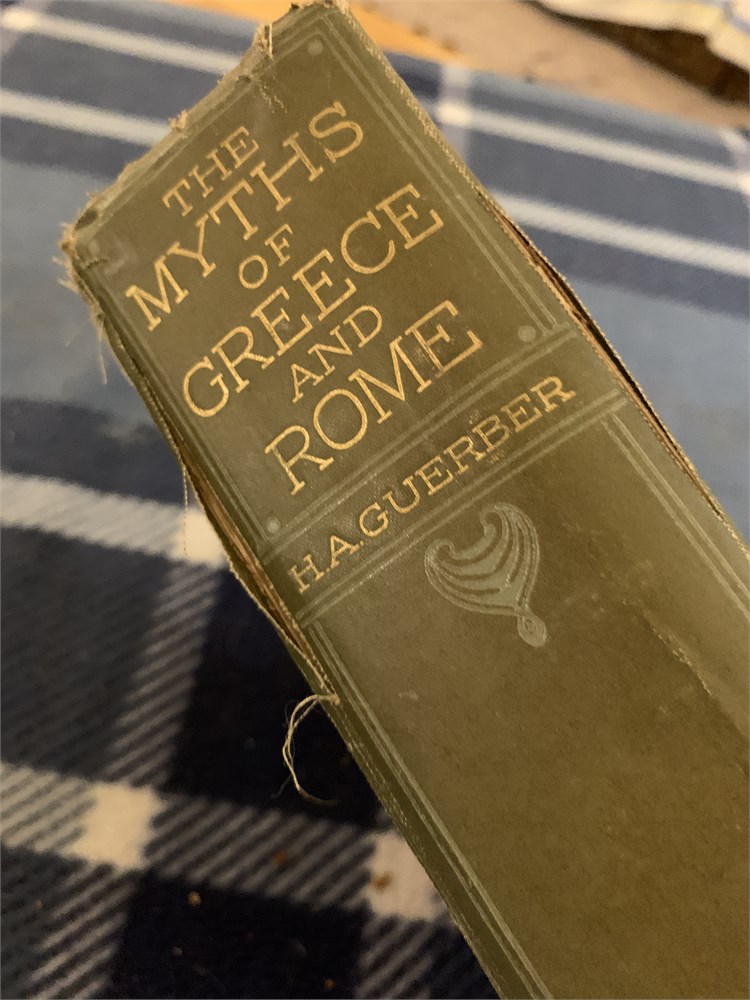 THE
MYTHS
OF
GREECE
AND
ROME
H.A.GUERBER